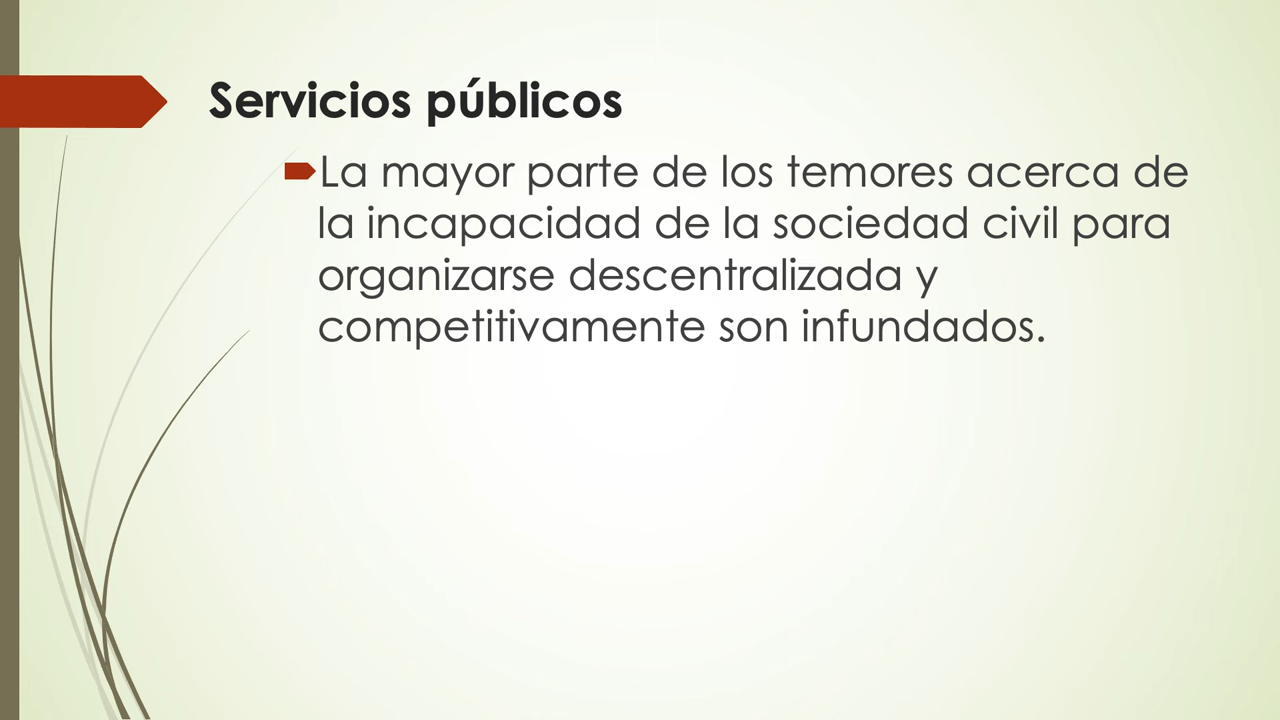 Servicios públicos
La mayor parte de los temores acerca de
la incapacidad de la sociedad civil para
organizarse descentralizada y
competitivamente son infundados.